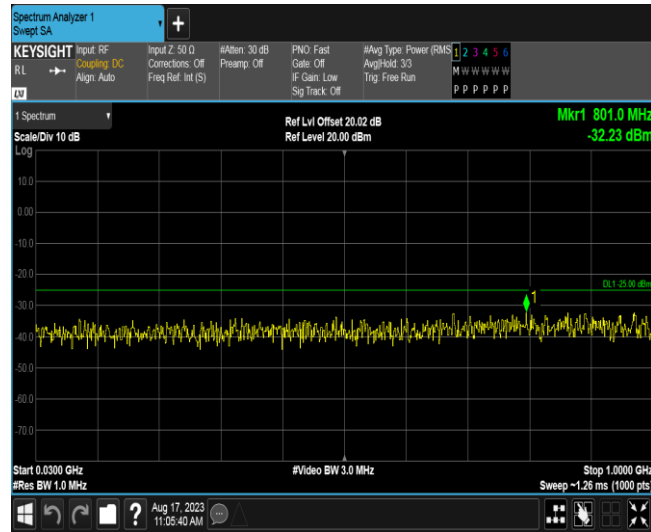 Spectrum Analyzer 1
Swept SA
+
KEYSIGHT Input: RF Input Z: 50 Ω #Atten: 30 dB PNO: Fast #Avg Type: Power (RMS 1 2 3 4 5 6
RL Coupling: DC Corrections: Off Preamp: Off Gate: Off Avg|Hold: 3/3 M W W W W W
Align: Auto Freq Ref: Int (S) IF Gain: Low Trig: Free Run
LXI Sig Track: Off P P P P P P
1 Spectrum Ref Lvl Offset 20.02 dB Mkr1 801.0 MHz
Scale/Div 10 dB Ref Level 20.00 dBm -32.23 dBm
Log
10.0
0.00
-10.0
-20.0
DL1 -25.00 dBm
1
-30.0
-40.0
-50.0
-60.0
-70.0
Start 0.0300 GHz #Video BW 3.0 MHz Stop 1.0000 GHz
#Res BW 1.0 MHz Sweep ~1.26 ms (1000 pts)
? Aug 17, 2023
11:05:40 AM